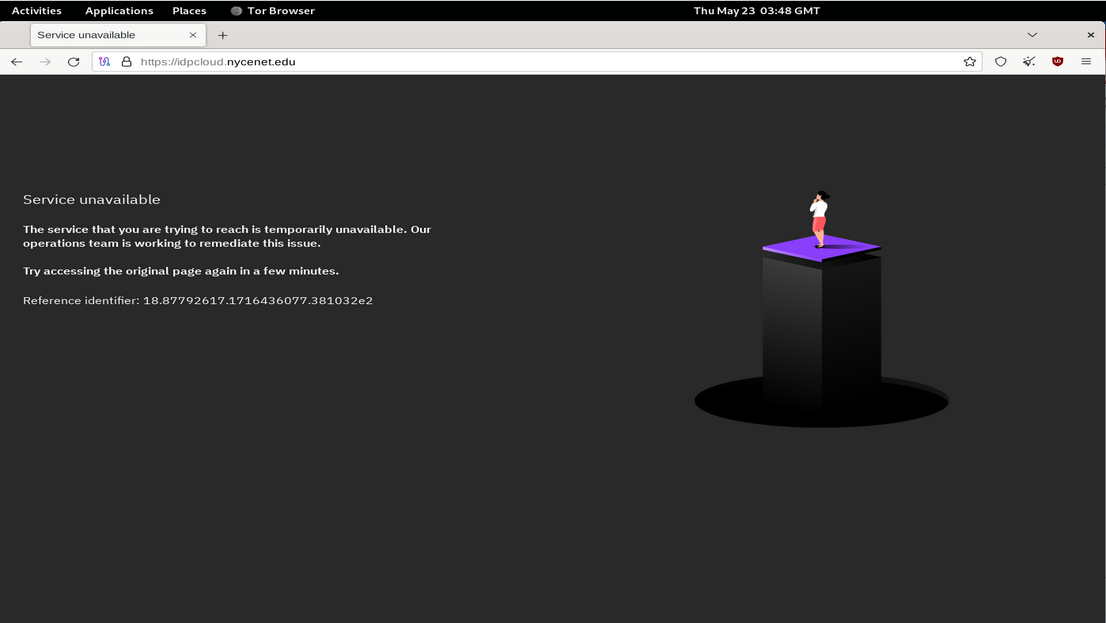 Activities Applications Places Tor Browser Thu May 23 03:48 GMT
Service unavailable
https://idpcloud.nycenet.edu
Service unavailable
The service that you are trying to reach is temporarily unavailable. Our
operations team is working to remediate this issue.
Try accessing the original page again in a few minutes.
Reference identifier: 18.87792617.1716436077.381032e2